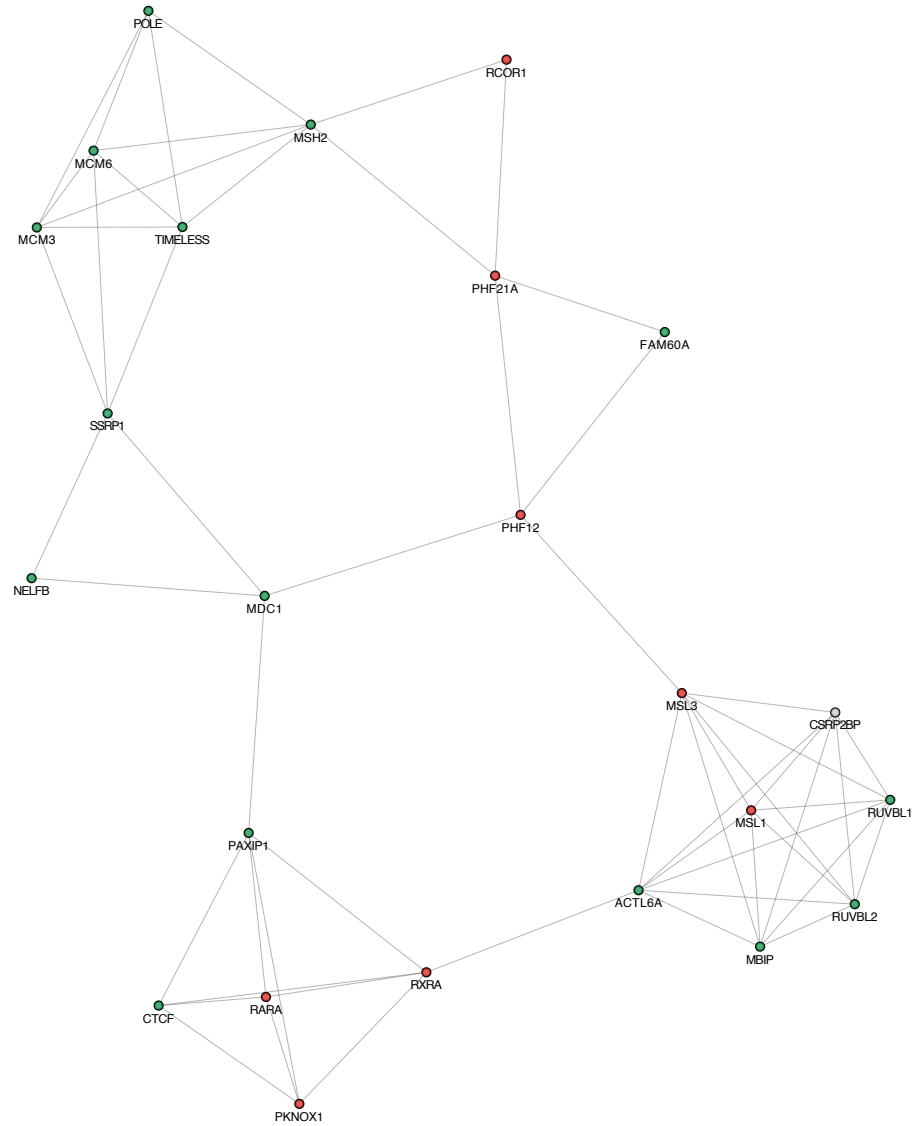 POLE
RCOR1
MSH2
MCM6
MCM3
TIMELESS
PHF21A
FAM60A
SSRP1
PHF12
NELFB
MDC1
MSL3
CSRP2BP
MSL1
RUVBL1
PAXIP1
ACTL6A
RUVBL2
MBIP
RXRA
RARA
CTCF
PKNOX1